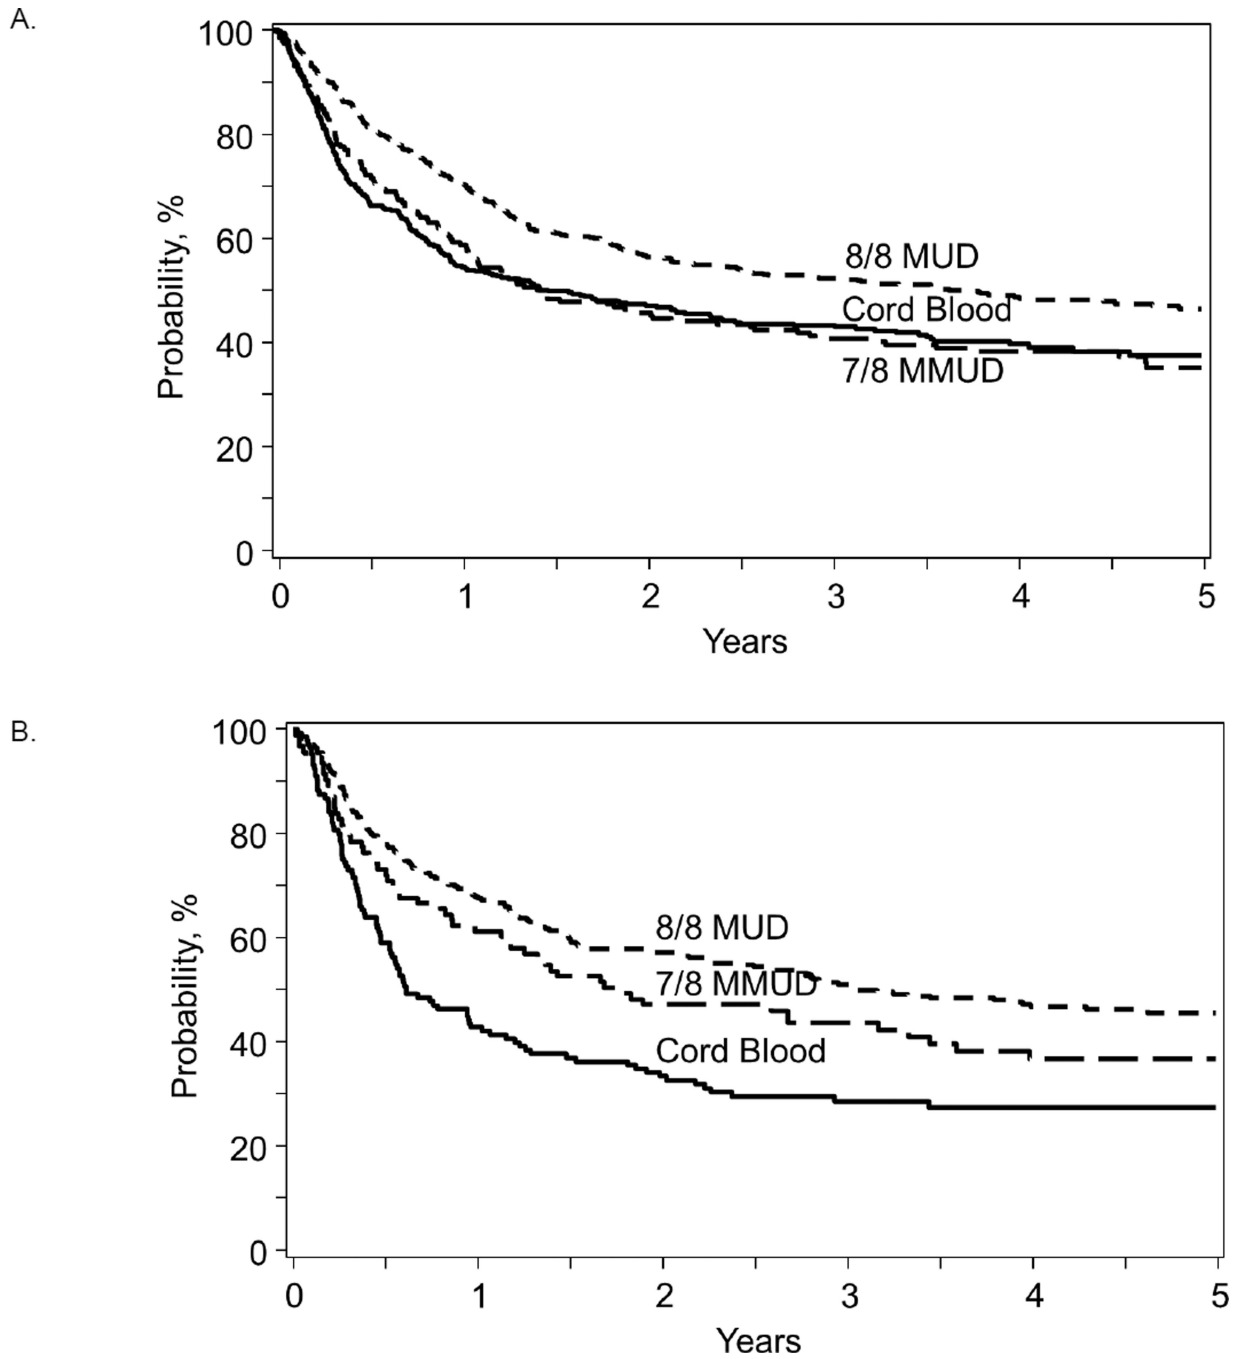 A.
Probability, %
100
80
60
40
20
0
8/8 MUD
Cord Blood
7/8 MMUD
0 1 2 3 4 5
Years
B.
Probability, %
100
80
60
40
20
0
8/8 MUD
7/8 MMUD
Cord Blood
0 1 2 3 4 5
Years